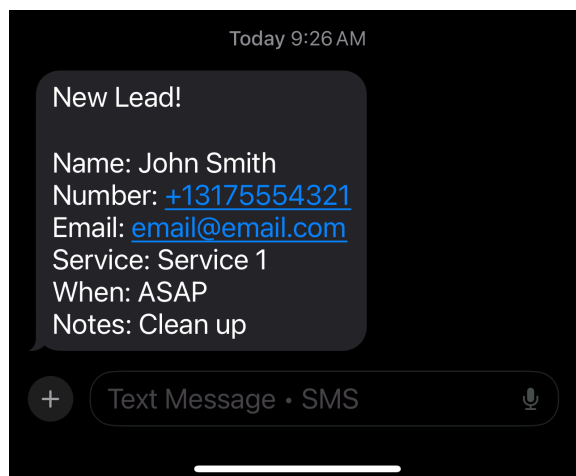 Today 9:26 AM
New Lead!
Name: John Smith
Number: +13175554321
Email: email@email.com
Service: Service 1
When: ASAP
Notes: Clean up
Text Message • SMS